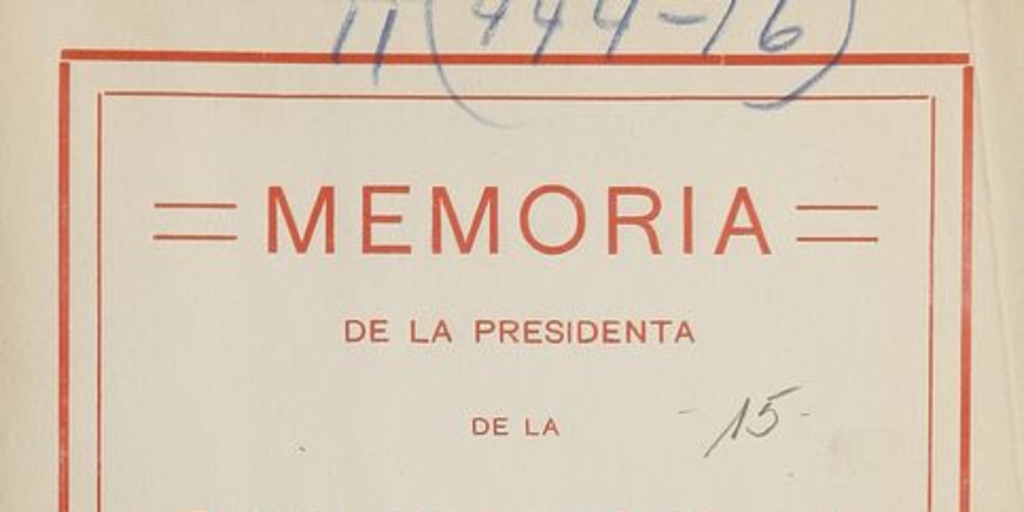 11 (444-16)
MEMORIA
DE LA PRESIDENTA
DE LA
-15-